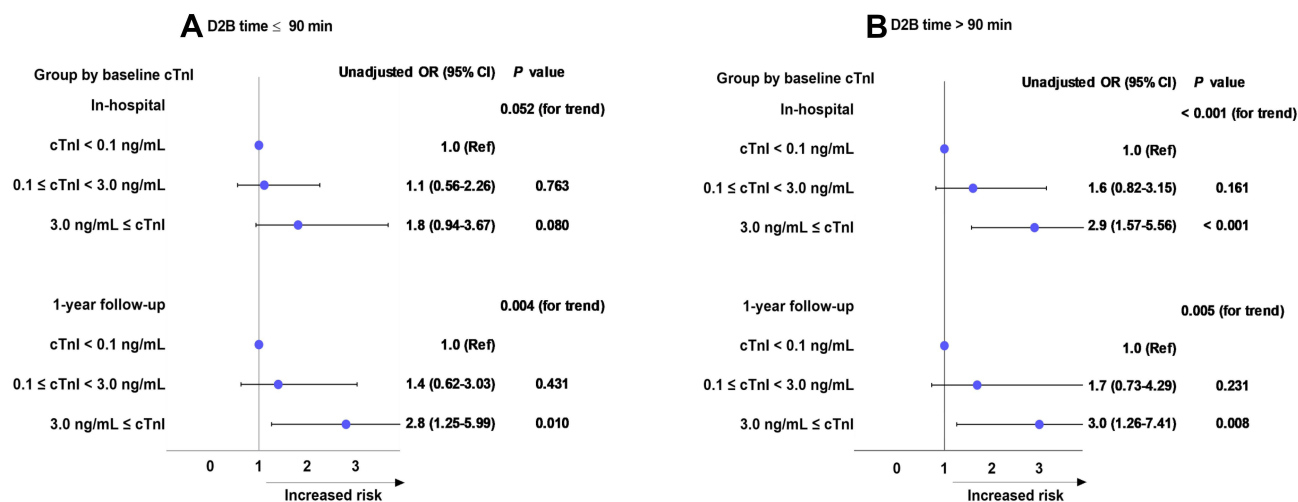 A D2B time ≤ 90 min
Group by baseline cTnI Unadjusted OR (95% CI) P value
In-hospital 0.052 (for trend)
cTnI < 0.1 ng/mL 1.0 (Ref)
0.1 ≤ cTnI < 3.0 ng/mL 1.1 (0.56-2.26) 0.763
3.0 ng/mL ≤ cTnI 1.8 (0.94-3.67) 0.080
1-year follow-up 0.004 (for trend)
cTnI < 0.1 ng/mL 1.0 (Ref)
0.1 ≤ cTnI < 3.0 ng/mL 1.4 (0.62-3.03) 0.431
3.0 ng/mL ≤ cTnI 2.8 (1.25-5.99) 0.010
0 1 2 3
Increased risk
B D2B time > 90 min
Group by baseline cTnI Unadjusted OR (95% CI) P value
In-hospital < 0.001 (for trend)
cTnI < 0.1 ng/mL 1.0 (Ref)
0.1 ≤ cTnI < 3.0 ng/mL 1.6 (0.82-3.15) 0.161
3.0 ng/mL ≤ cTnI 2.9 (1.57-5.56) < 0.001
1-year follow-up 0.005 (for trend)
cTnI < 0.1 ng/mL 1.0 (Ref)
0.1 ≤ cTnI < 3.0 ng/mL 1.7 (0.73-4.29) 0.231
3.0 ng/mL ≤ cTnI 3.0 (1.26-7.41) 0.008
0 1 2 3
Increased risk